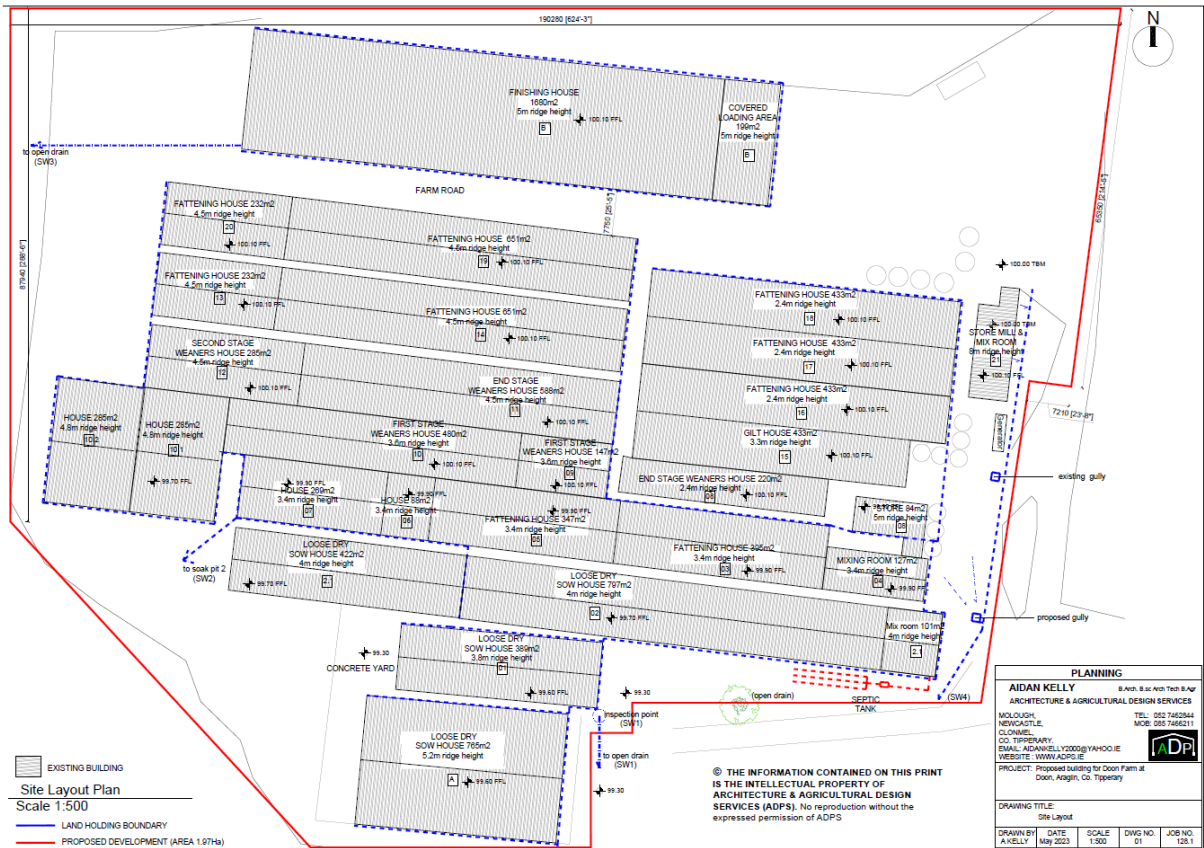 190280 [624'-3"]
N
FINISHING HOUSE
1680m2
5m ridge height
B
100.10 FFL
COVERED
LOADING AREA
199m2
5m ridge height
B
to open drain
(SW3)
FARM ROAD
7750 [25'-5"]
65350 [214'-5"]
87940 [288'-6"]
FATTENING HOUSE 232m2
4.5m ridge height
20
100.10 FFL
FATTENING HOUSE 651m2
4.5m ridge height
19
100.10 FFL
FATTENING HOUSE 232m2
4.5m ridge height
13
100.10 FFL
FATTENING HOUSE 651m2
4.5m ridge height
14
100.10 FFL
100.00 TBM
FATTENING HOUSE 433m2
2.4m ridge height
18
100.10 FFL
100.00 TBM
STORE MILL &
MIX ROOM
8m ridge height
21
100.10 FFL
FATTENING HOUSE 433m2
2.4m ridge height
17
100.10 FFL
SECOND STAGE
WEANERS HOUSE 285m2
4.5m ridge height
12
100.10 FFL
END STAGE
WEANERS HOUSE 588m2
4.5m ridge height
11
100.10 FFL
FATTENING HOUSE 433m2
2.4m ridge height
16
100.10 FFL
7210 [23'-8"]
Generator
HOUSE 285m2
4.8m ridge height
10.2
HOUSE 285m2
4.8m ridge height
10.1
99.70 FFL
FIRST STAGE
WEANERS HOUSE 480m2
3.6m ridge height
10
100.10 FFL
FIRST STAGE
WEANERS HOUSE 147m2
3.6m ridge height
09
100.10 FFL
GILT HOUSE 433m2
3.3m ridge height
15
100.10 FFL
END STAGE WEANERS HOUSE 220m2
2.4m ridge height
06
100.10 FFL
existing gully
99.90 FFL
HOUSE 269m2
3.4m ridge height
07
99.90 FFL
HOUSE 88m2
3.4m ridge height
06
99.90 FFL
FATTENING HOUSE 347m2
3.4m ridge height
05
STORE 84m2
5m ridge height
08
FATTENING HOUSE 395m2
3.4m ridge height
03
99.90 FFL
MIXING ROOM 127m2
3.4m ridge height
04
99.90 FFL
to soak pit 2
(SW2)
LOOSE DRY
SOW HOUSE 422m2
4m ridge height
2.1
99.70 FFL
LOOSE DRY
SOW HOUSE 797m2
4m ridge height
02
99.70 FFL
Mix room 101m2
4m ridge height
2.1
proposed gully
99.30
CONCRETE YARD
LOOSE DRY
SOW HOUSE 389m2
3.8m ridge height
01
99.60 FFL
99.30
inspection point
(SW1)
(open drain)
SEPTIC
TANK
(SW4)
LOOSE DRY
SOW HOUSE 765m2
5.2m ridge height
A
99.60 FFL
to open drain
(SW1)
99.30
EXISTING BUILDING
Site Layout Plan
Scale 1:500
LAND HOLDING BOUNDARY
PROPOSED DEVELOPMENT (AREA 1.97Ha)
© THE INFORMATION CONTAINED ON THIS PRINT
IS THE INTELLECTUAL PROPERTY OF
ARCHITECTURE & AGRICULTURAL DESIGN
SERVICES (ADPS). No reproduction without the
expressed permission of ADPS
PLANNING
AIDAN KELLY B.Arch. B.sc Arch Tech B.Agr
ARCHITECTURE & AGRICULTURAL DESIGN SERVICES
MOLOUGH, TEL: 052 7462844
NEWCASTLE, MOB: 085 7466211
CLONMEL,
CO. TIPPERARY.
EMAIL: AIDANKELLY2000@YAHOO.IE
WEBSITE : WWW.ADPS.IE
ADP
PROJECT: Proposed building for Doon Farm at
Doon, Araglin, Co. Tipperary
DRAWING TITLE:
Site Layout
DRAWN BY DATE SCALE DWG NO. JOB NO.
A KELLY May 2023 1:500 01 128.1